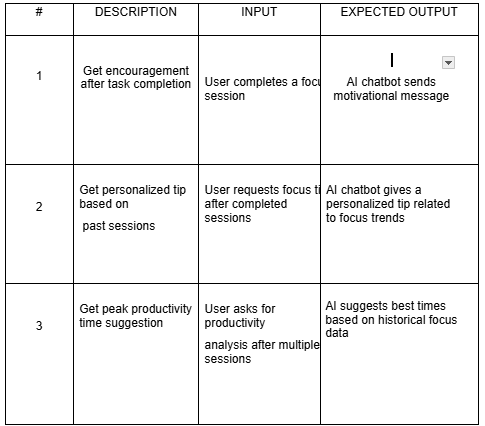 # DESCRIPTION INPUT EXPECTED OUTPUT
1
Get encouragement
after task completion
User completes a focu
session
AI chatbot sends
motivational message
2
Get personalized tip
based on
past sessions
User requests focus ti
after completed
sessions
AI chatbot gives a
personalized tip related
to focus trends
3
Get peak productivity
time suggestion
User asks for
productivity
analysis after multiple
sessions
AI suggests best times
based on historical focus
data